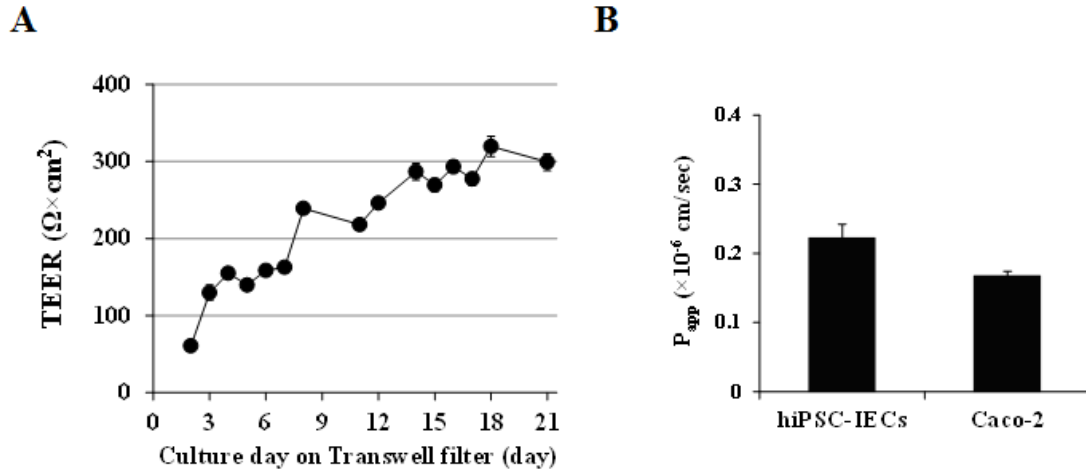 A
B
400
300
200
100
0
TEER (Ω×cm²)
0 3 6 9 12 15 18 21
Culture day on Transwell filter (day)
0.4
0.3
0.2
0.1
0
Papp (×10⁻⁶ cm/sec)
hiPSC-IECs Caco-2